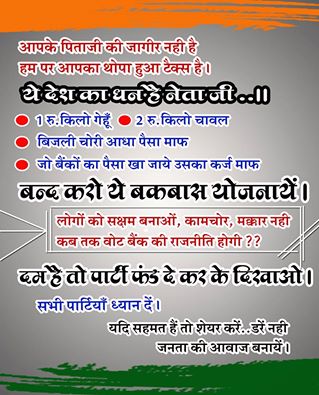 आपके पिताजी की जागीर नही है
हम पर आपका थोपा हुआ टैक्स है।
ये देश का धन है नेता जी ..॥
1 रु.किलो गेहूँ 2 रु.किलो चावल
बिजली चोरी आधा पैसा माफ
जो बैंकों का पैसा खा जाये उसका कर्ज माफ
बन्द करो ये बकबास योजनायें।
लोगों को सक्षम बनाओं, कामचोर, मक्कार नही
कब तक वोट बैंक की राजनीति होगी ??
दम है तो पार्टी फंड दे कर के दिखाओ।
सभी पार्टियाँ ध्यान दें।
यदि सहमत हैं तो शेयर करें..डरें नही
जनता की आवाज बनायें।